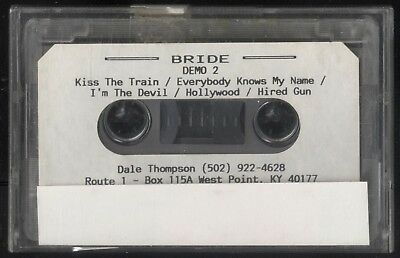 BRIDE
DEMO 2
Kiss The Train / Everybody Knows My Name /
I'm The Devil / Hollywood / Hired Gun
Dale Thompson (502) 922-4628
Route 1 - Box 115A West Point, KY 40177